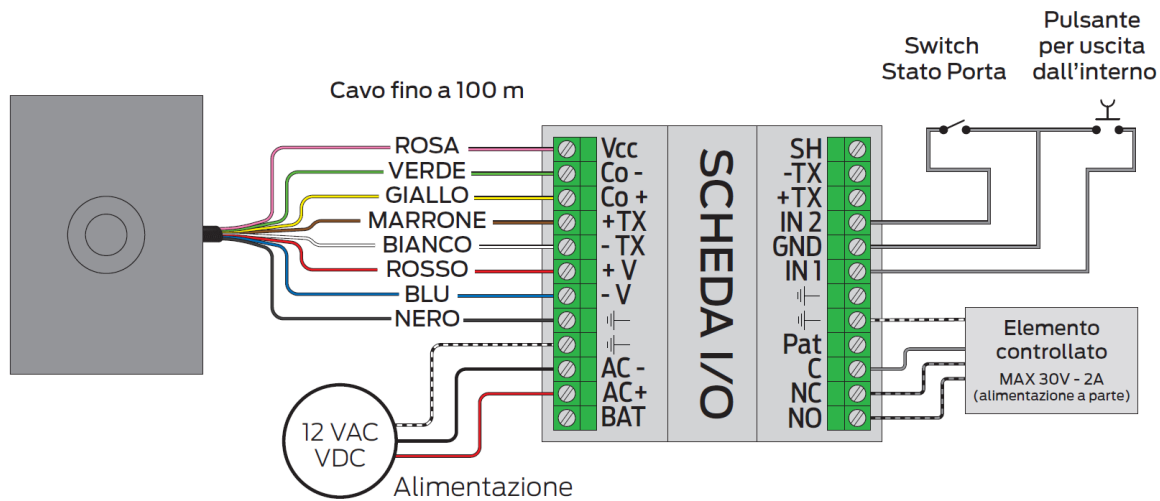 Cavo fino a 100 m
Switch
Stato Porta
Pulsante
per uscita
dall'interno
ROSA
VERDE
GIALLO
MARRONE
BIANCO
ROSSO
BLU
NERO
Vcc
Co -
Co +
+TX
- TX
+ V
- V
AC -
AC+
BAT
SCHEDA I/O
SH
-TX
+TX
IN 2
GND
IN 1
Pat
C
NC
NO
Elemento
controllato
MAX 30V - 2A
(alimentazione a parte)
12 VAC
VDC
Alimentazione